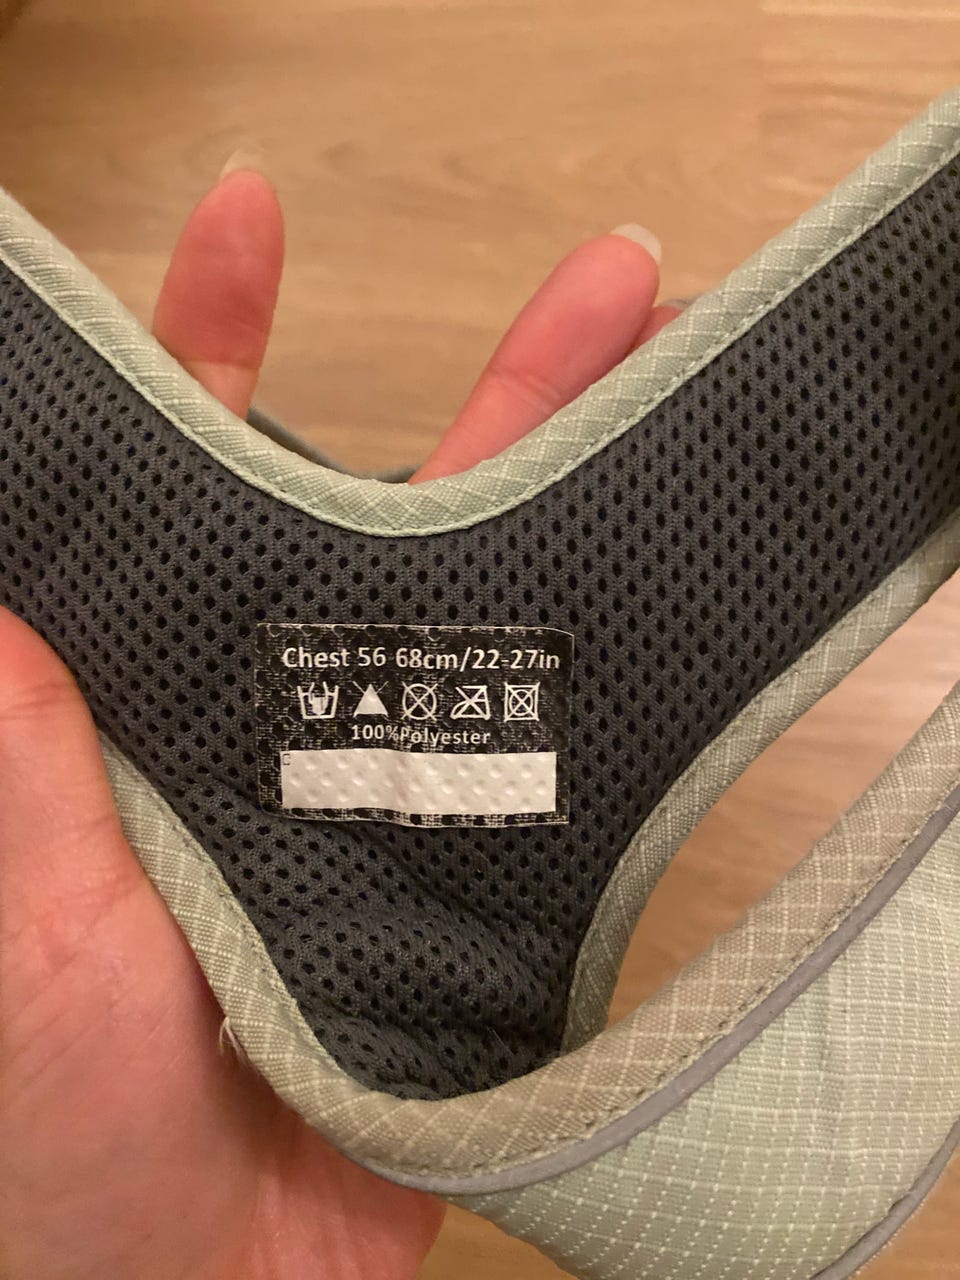 Chest 56 68cm/22-27in
100%Polyester
C